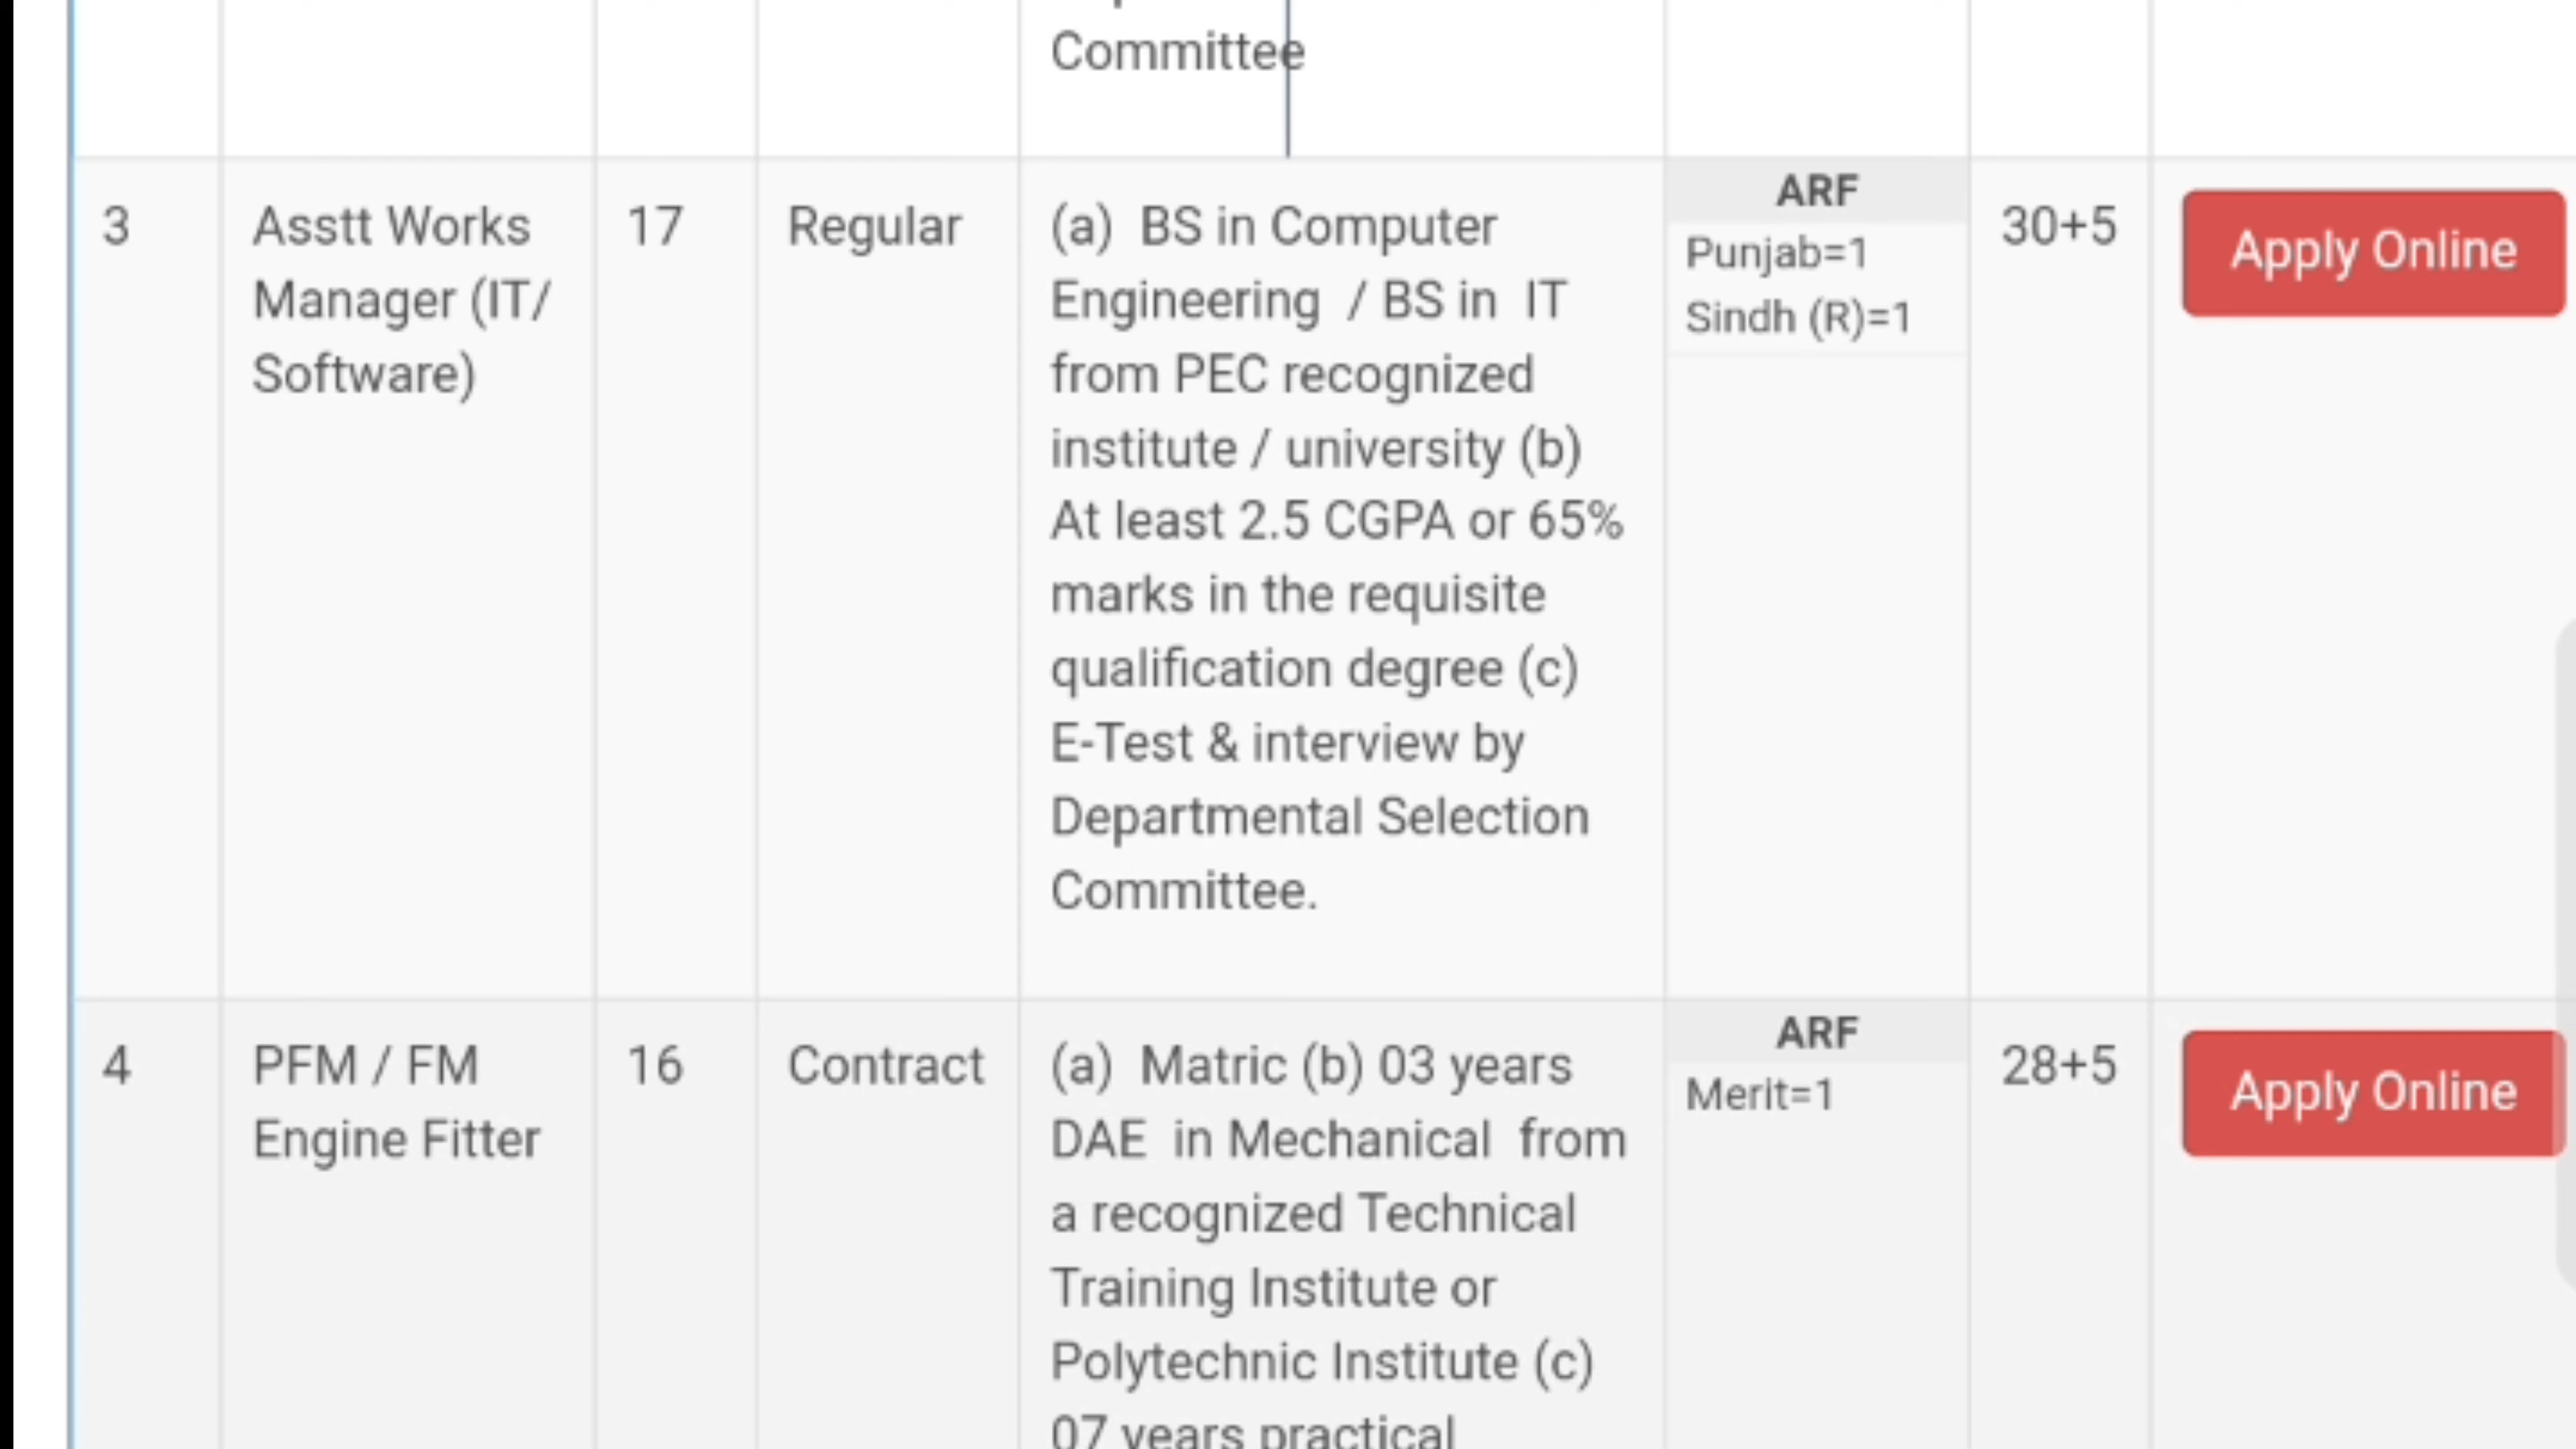 Committee
3
Asstt Works
Manager (IT/
Software)
17
Regular
(a)  BS in Computer
Engineering  / BS in  IT
from PEC recognized
institute / university (b)
At least 2.5 CGPA or 65%
marks in the requisite
qualification degree (c)
E-Test & interview by
Departmental Selection
Committee.
ARF
Punjab=1
Sindh (R)=1
30+5
Apply Online
4
PFM / FM
Engine Fitter
16
Contract
(a)  Matric (b) 03 years
DAE  in Mechanical  from
a recognized Technical
Training Institute or
Polytechnic Institute (c)
07 years practical
ARF
Merit=1
28+5
Apply Online